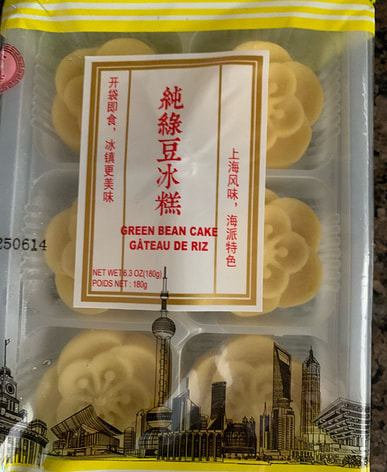 开袋即食,冰镇更美味
純綠豆冰糕
上海风味,海派特色
GREEN BEAN CAKE
GÂTEAU DE RIZ
NET WET:6.3 OZ(180g)
POIDS NET : 180g
250614